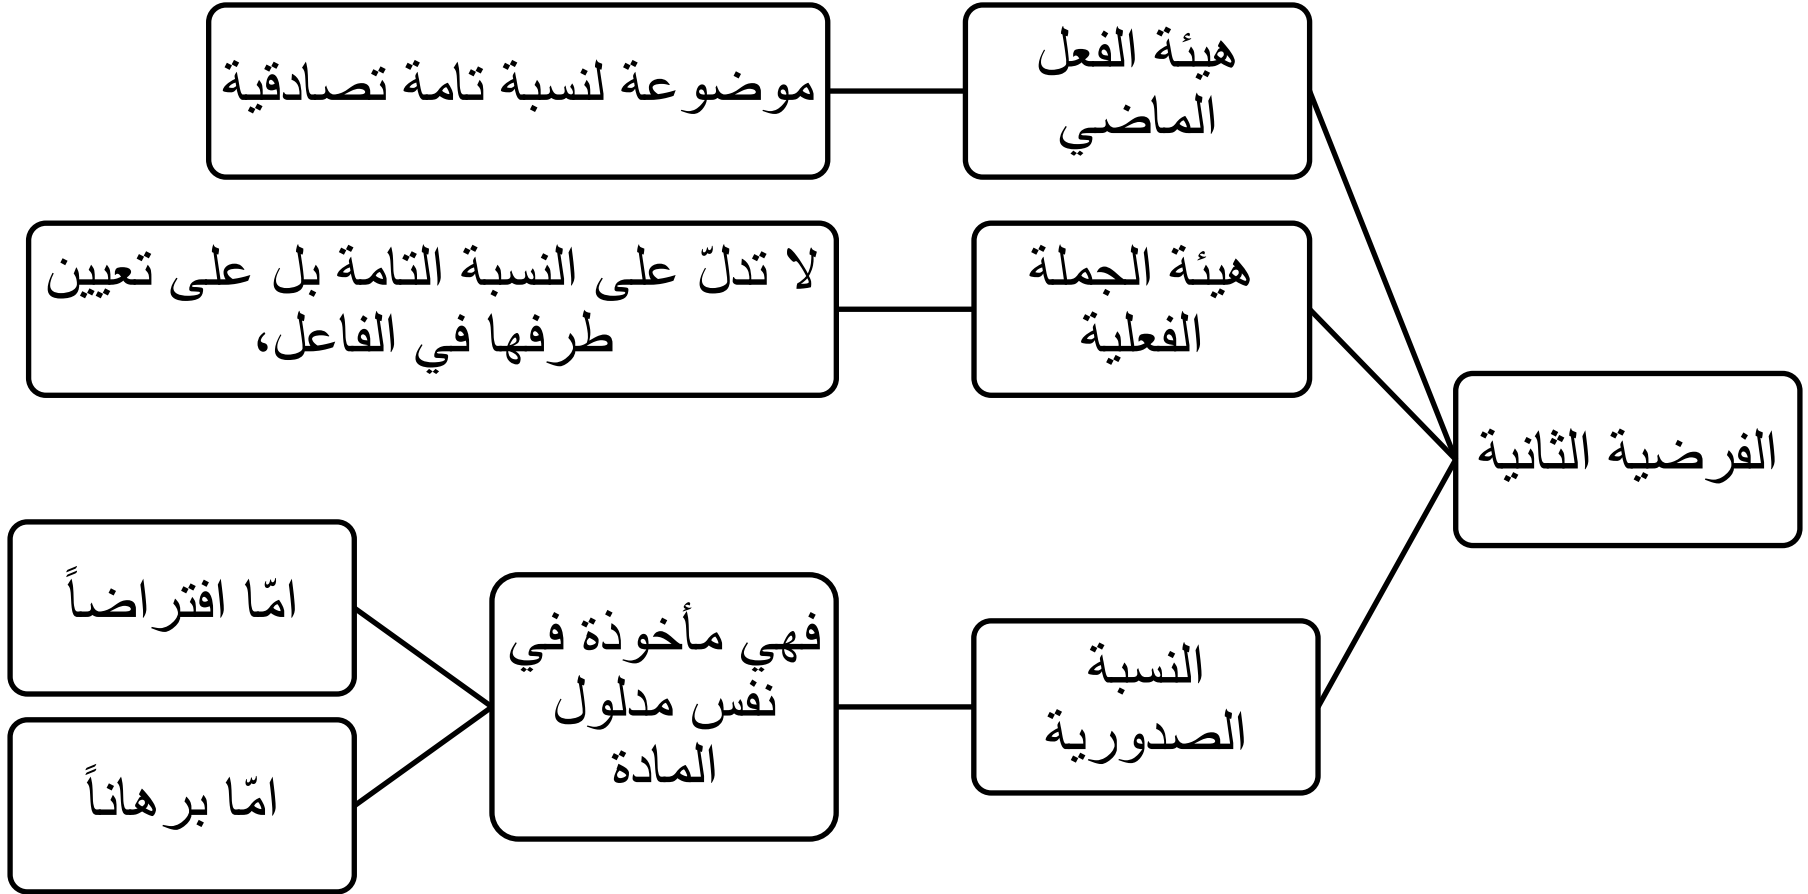 الفرضية الثانية
هيئة الفعل
الماضي
موضوعة لنسبة تامة تصادقية
هيئة الجملة
الفعلية
لا تدلّ على النسبة التامة بل على تعيين
طرفها في الفاعل،
النسبة
الصدورية
فهي مأخوذة في
نفس مدلول
المادة
امّا افتراضاً
امّا برهاناً